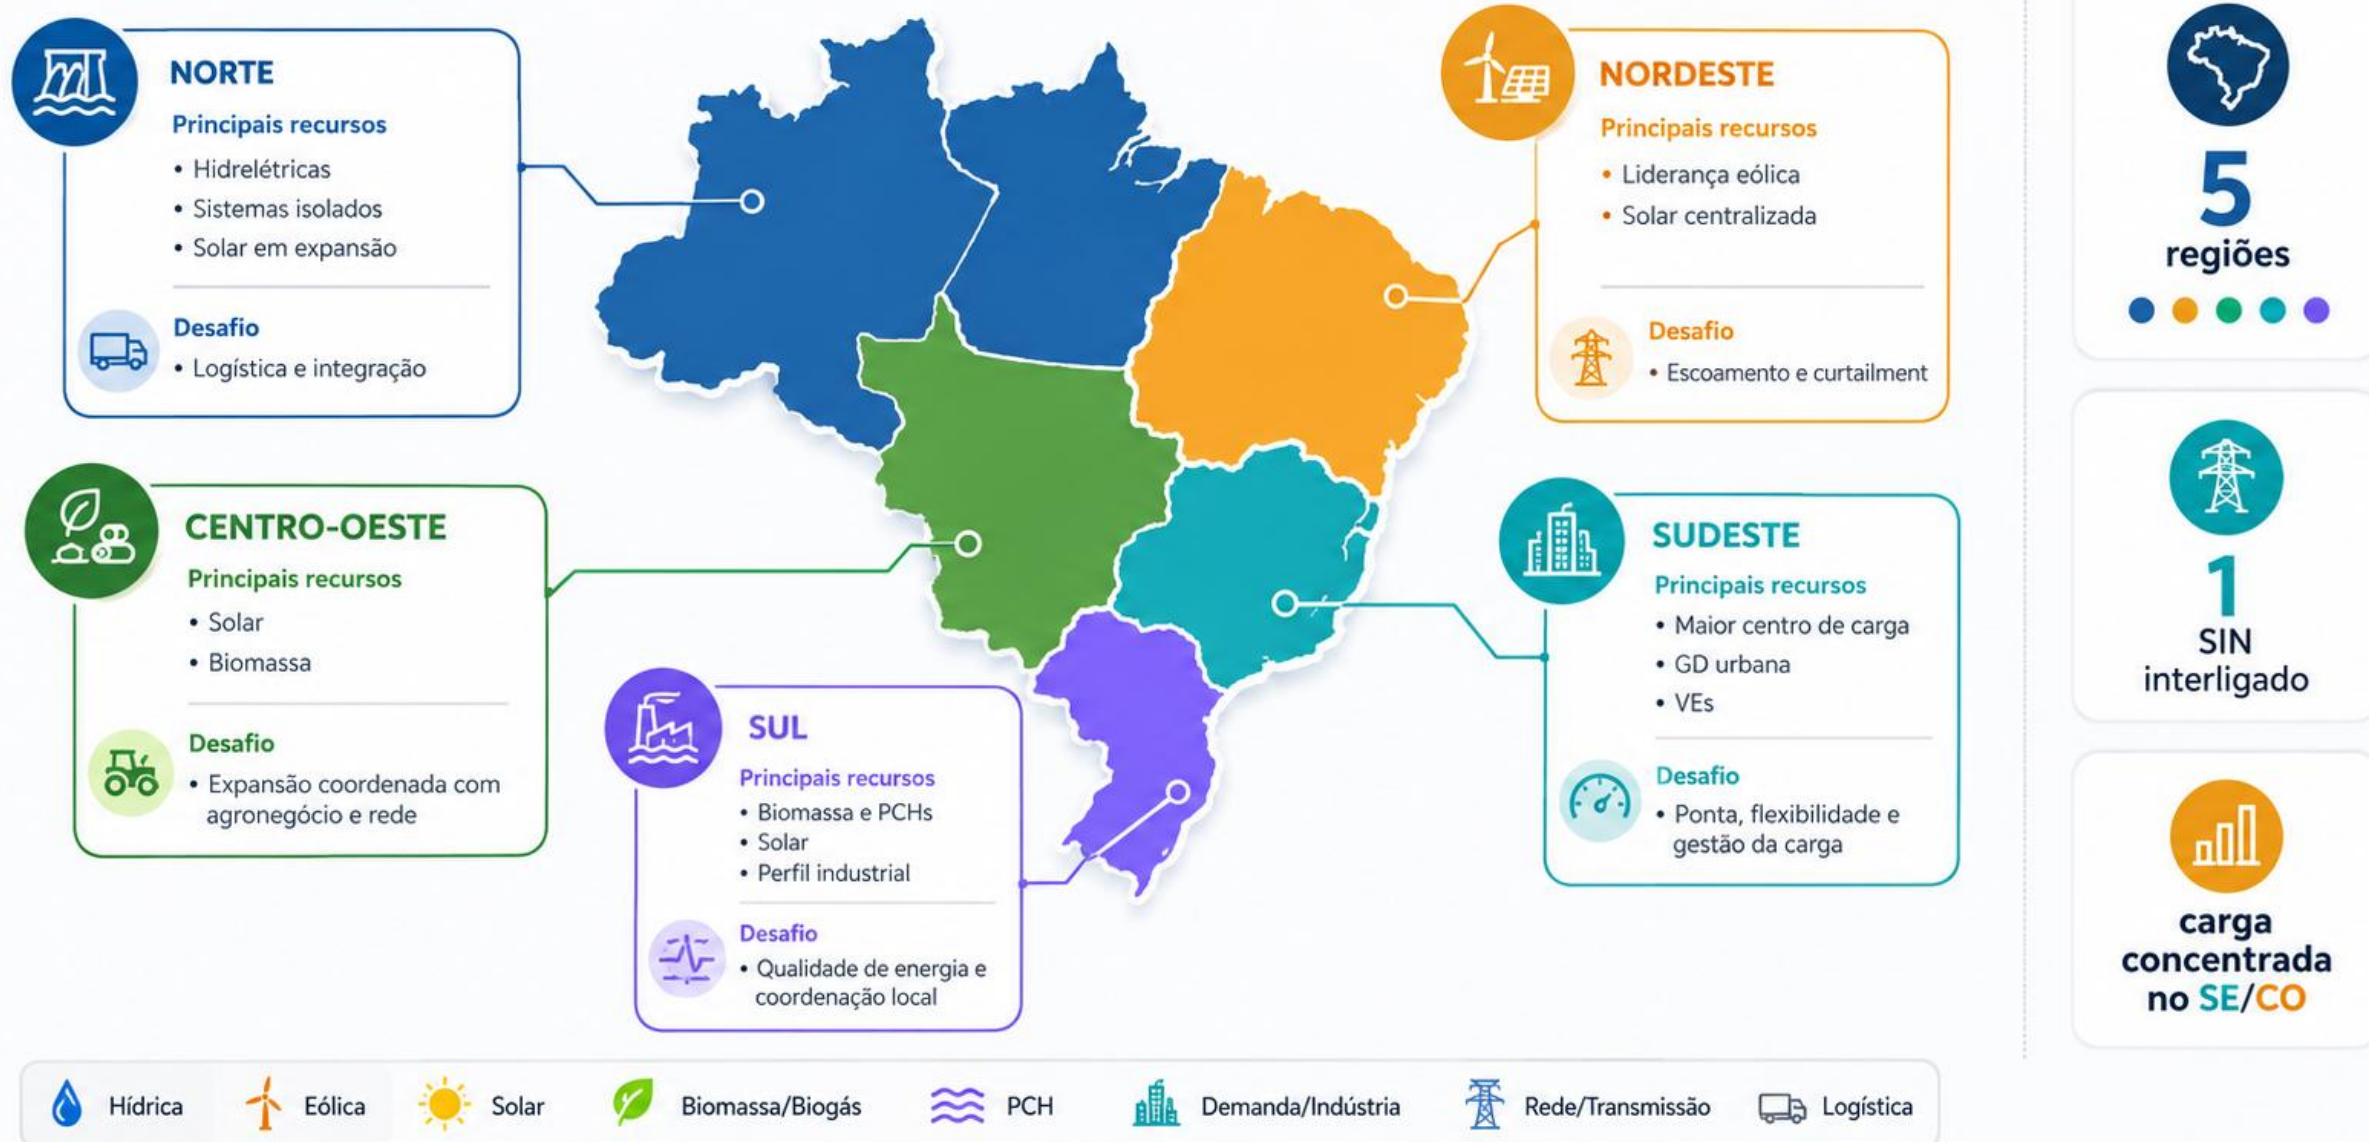 NORTE
Principais recursos
• Hidrelétricas
• Sistemas isolados
• Solar em expansão
Desafio
• Logística e integração
NORDESTE
Principais recursos
• Liderança eólica
• Solar centralizada
Desafio
• Escoamento e curtailment
CENTRO-OESTE
Principais recursos
• Solar
• Biomassa
Desafio
• Expansão coordenada com
agronegócio e rede
SUL
Principais recursos
• Biomassa e PCHs
• Solar
• Perfil industrial
Desafio
• Qualidade de energia e
coordenação local
SUDESTE
Principais recursos
• Maior centro de carga
• GD urbana
• VEs
Desafio
• Ponta, flexibilidade e
gestão da carga
5
regiões
1
SIN
interligado
carga
concentrada
no SE/CO
Hídrica
Eólica
Solar
Biomassa/Biogás
PCH
Demanda/Indústria
Rede/Transmissão
Logística